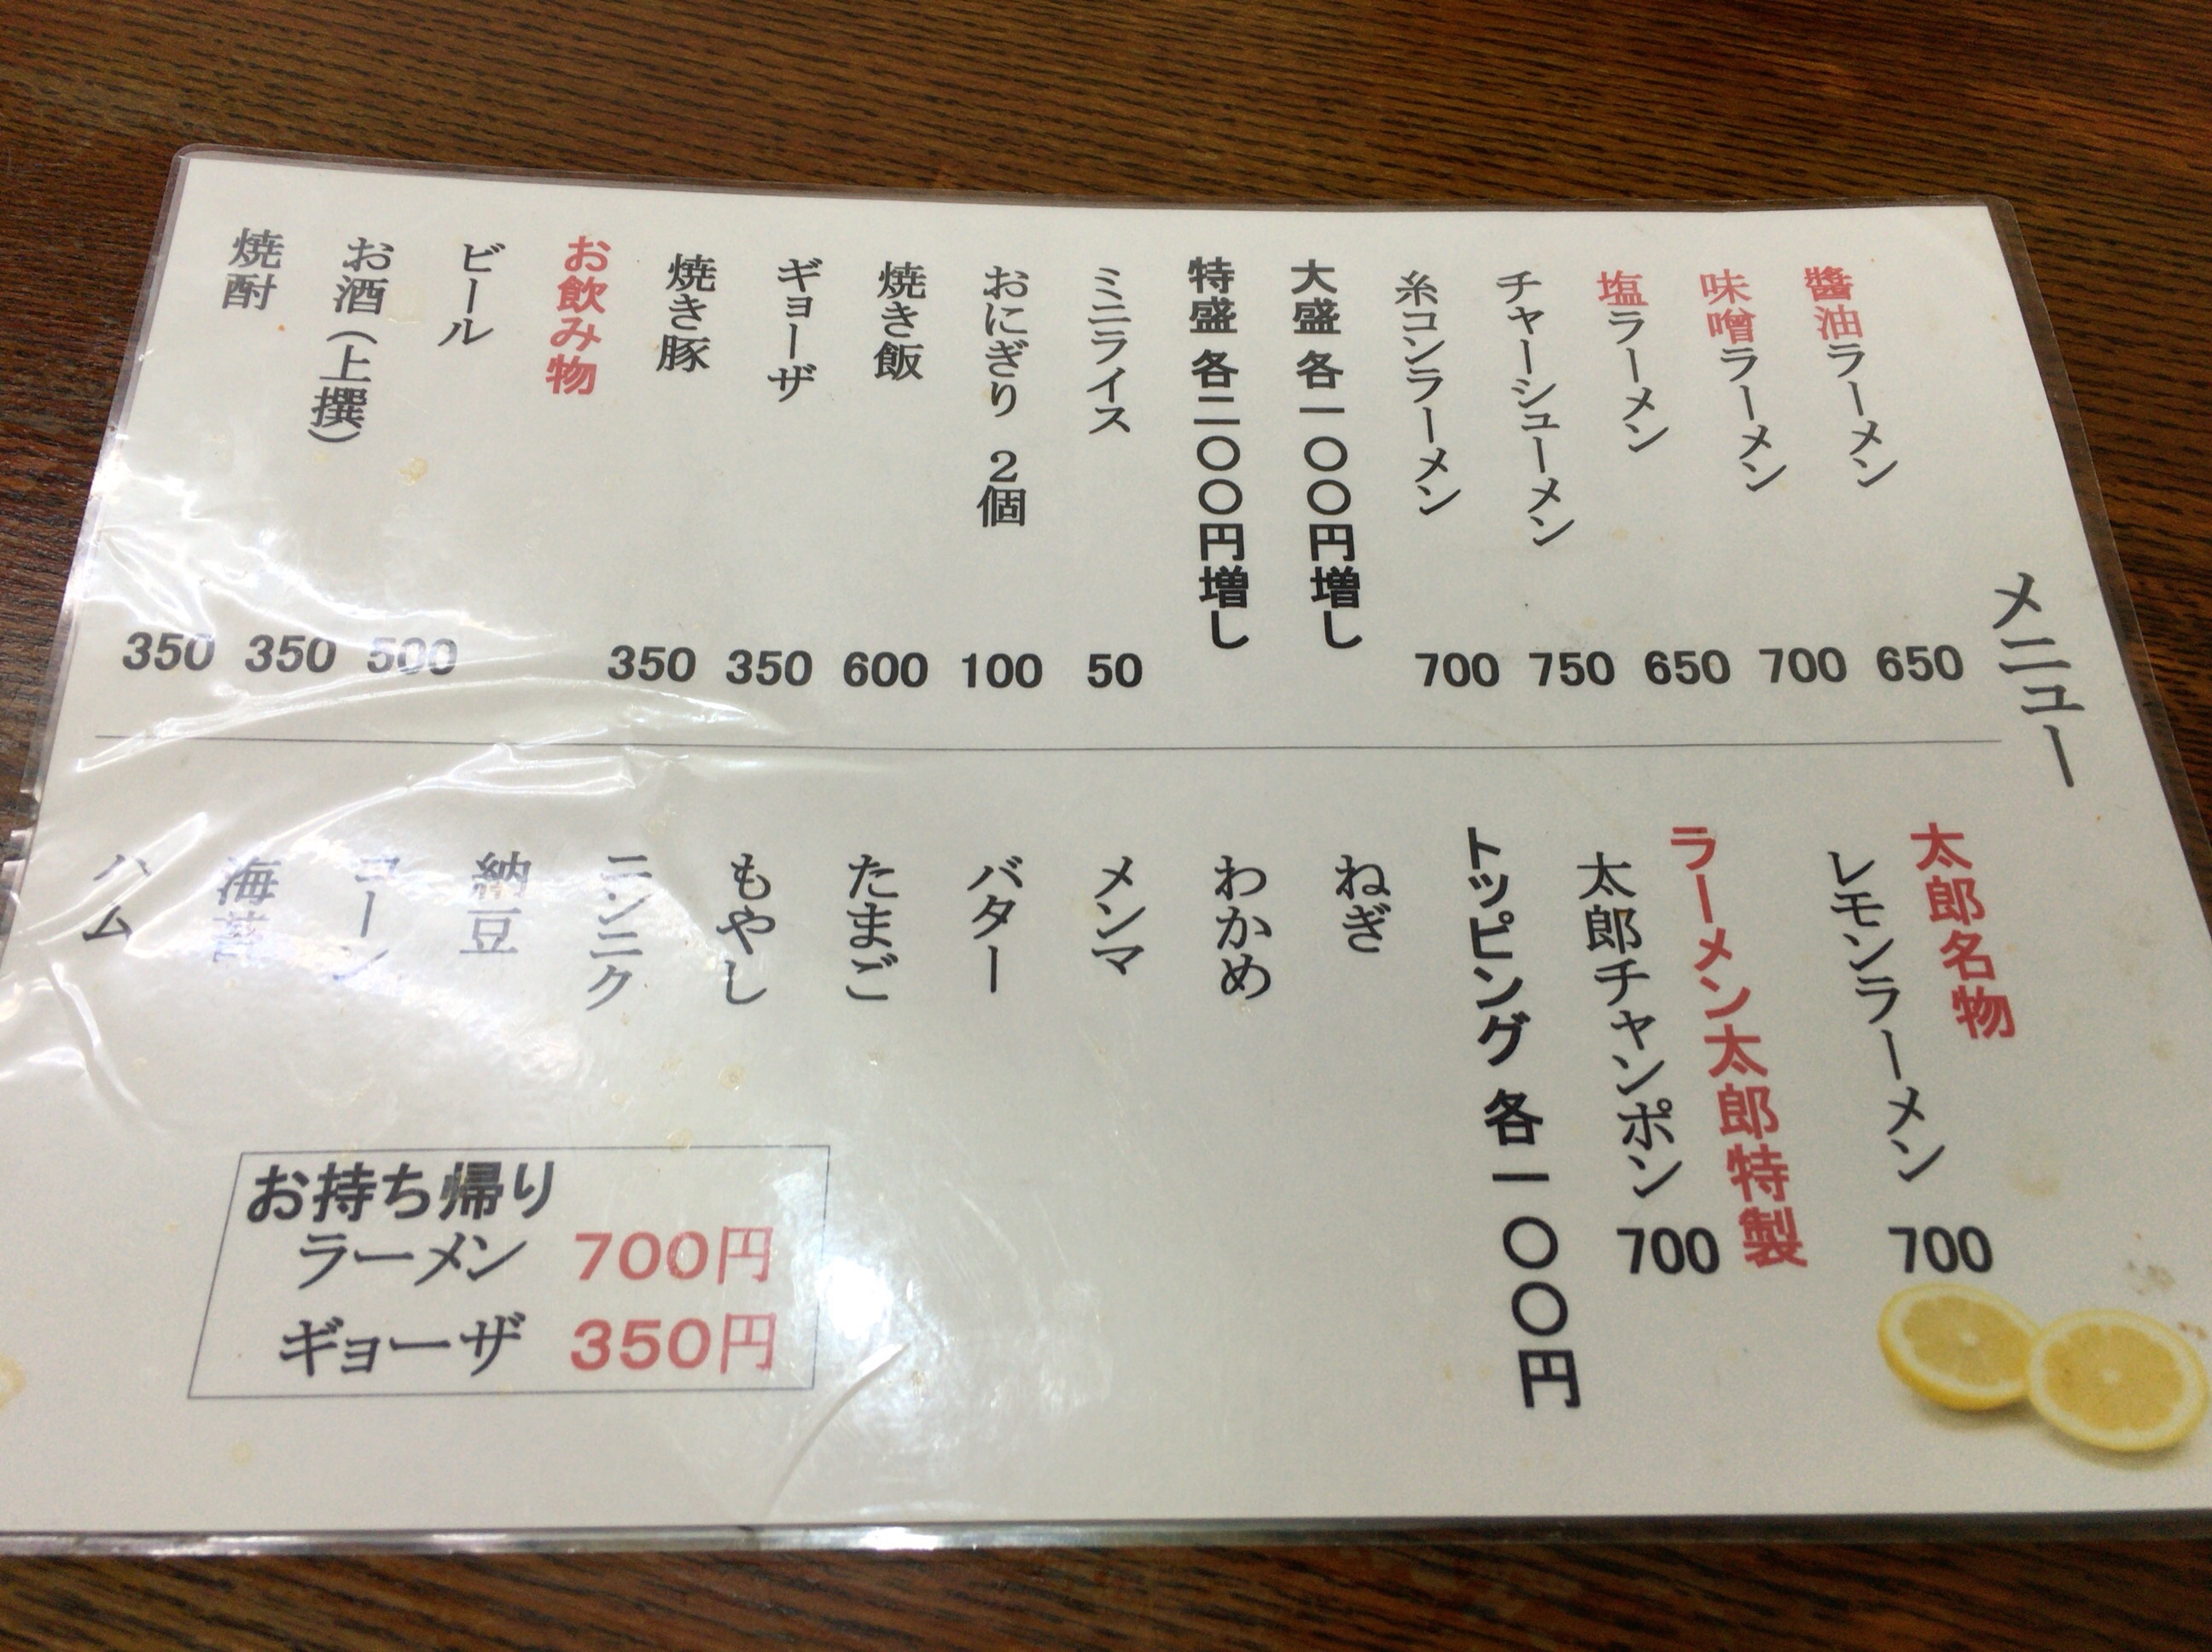 メニュー
醤油ラーメン 650
味噌ラーメン 700
塩ラーメン 650
チャーシューメン 750
糸コンラーメン 700
大盛 各一〇〇円増し
特盛 各二〇〇円増し
ミニライス 50
おにぎり 2個 100
焼き飯 600
ギョーザ 350
焼き豚 350
お飲み物
ビール 500
お酒(上撰) 350
焼酎 350
太郎名物
レモンラーメン 700
ラーメン太郎特製
太郎チャンポン 700
トッピング 各一〇〇円
ねぎ
わかめ
メンマ
バター
たまご
もやし
ニンニク
納豆
コーン
海苔
ハム
お持ち帰り
ラーメン 700円
ギョーザ 350円